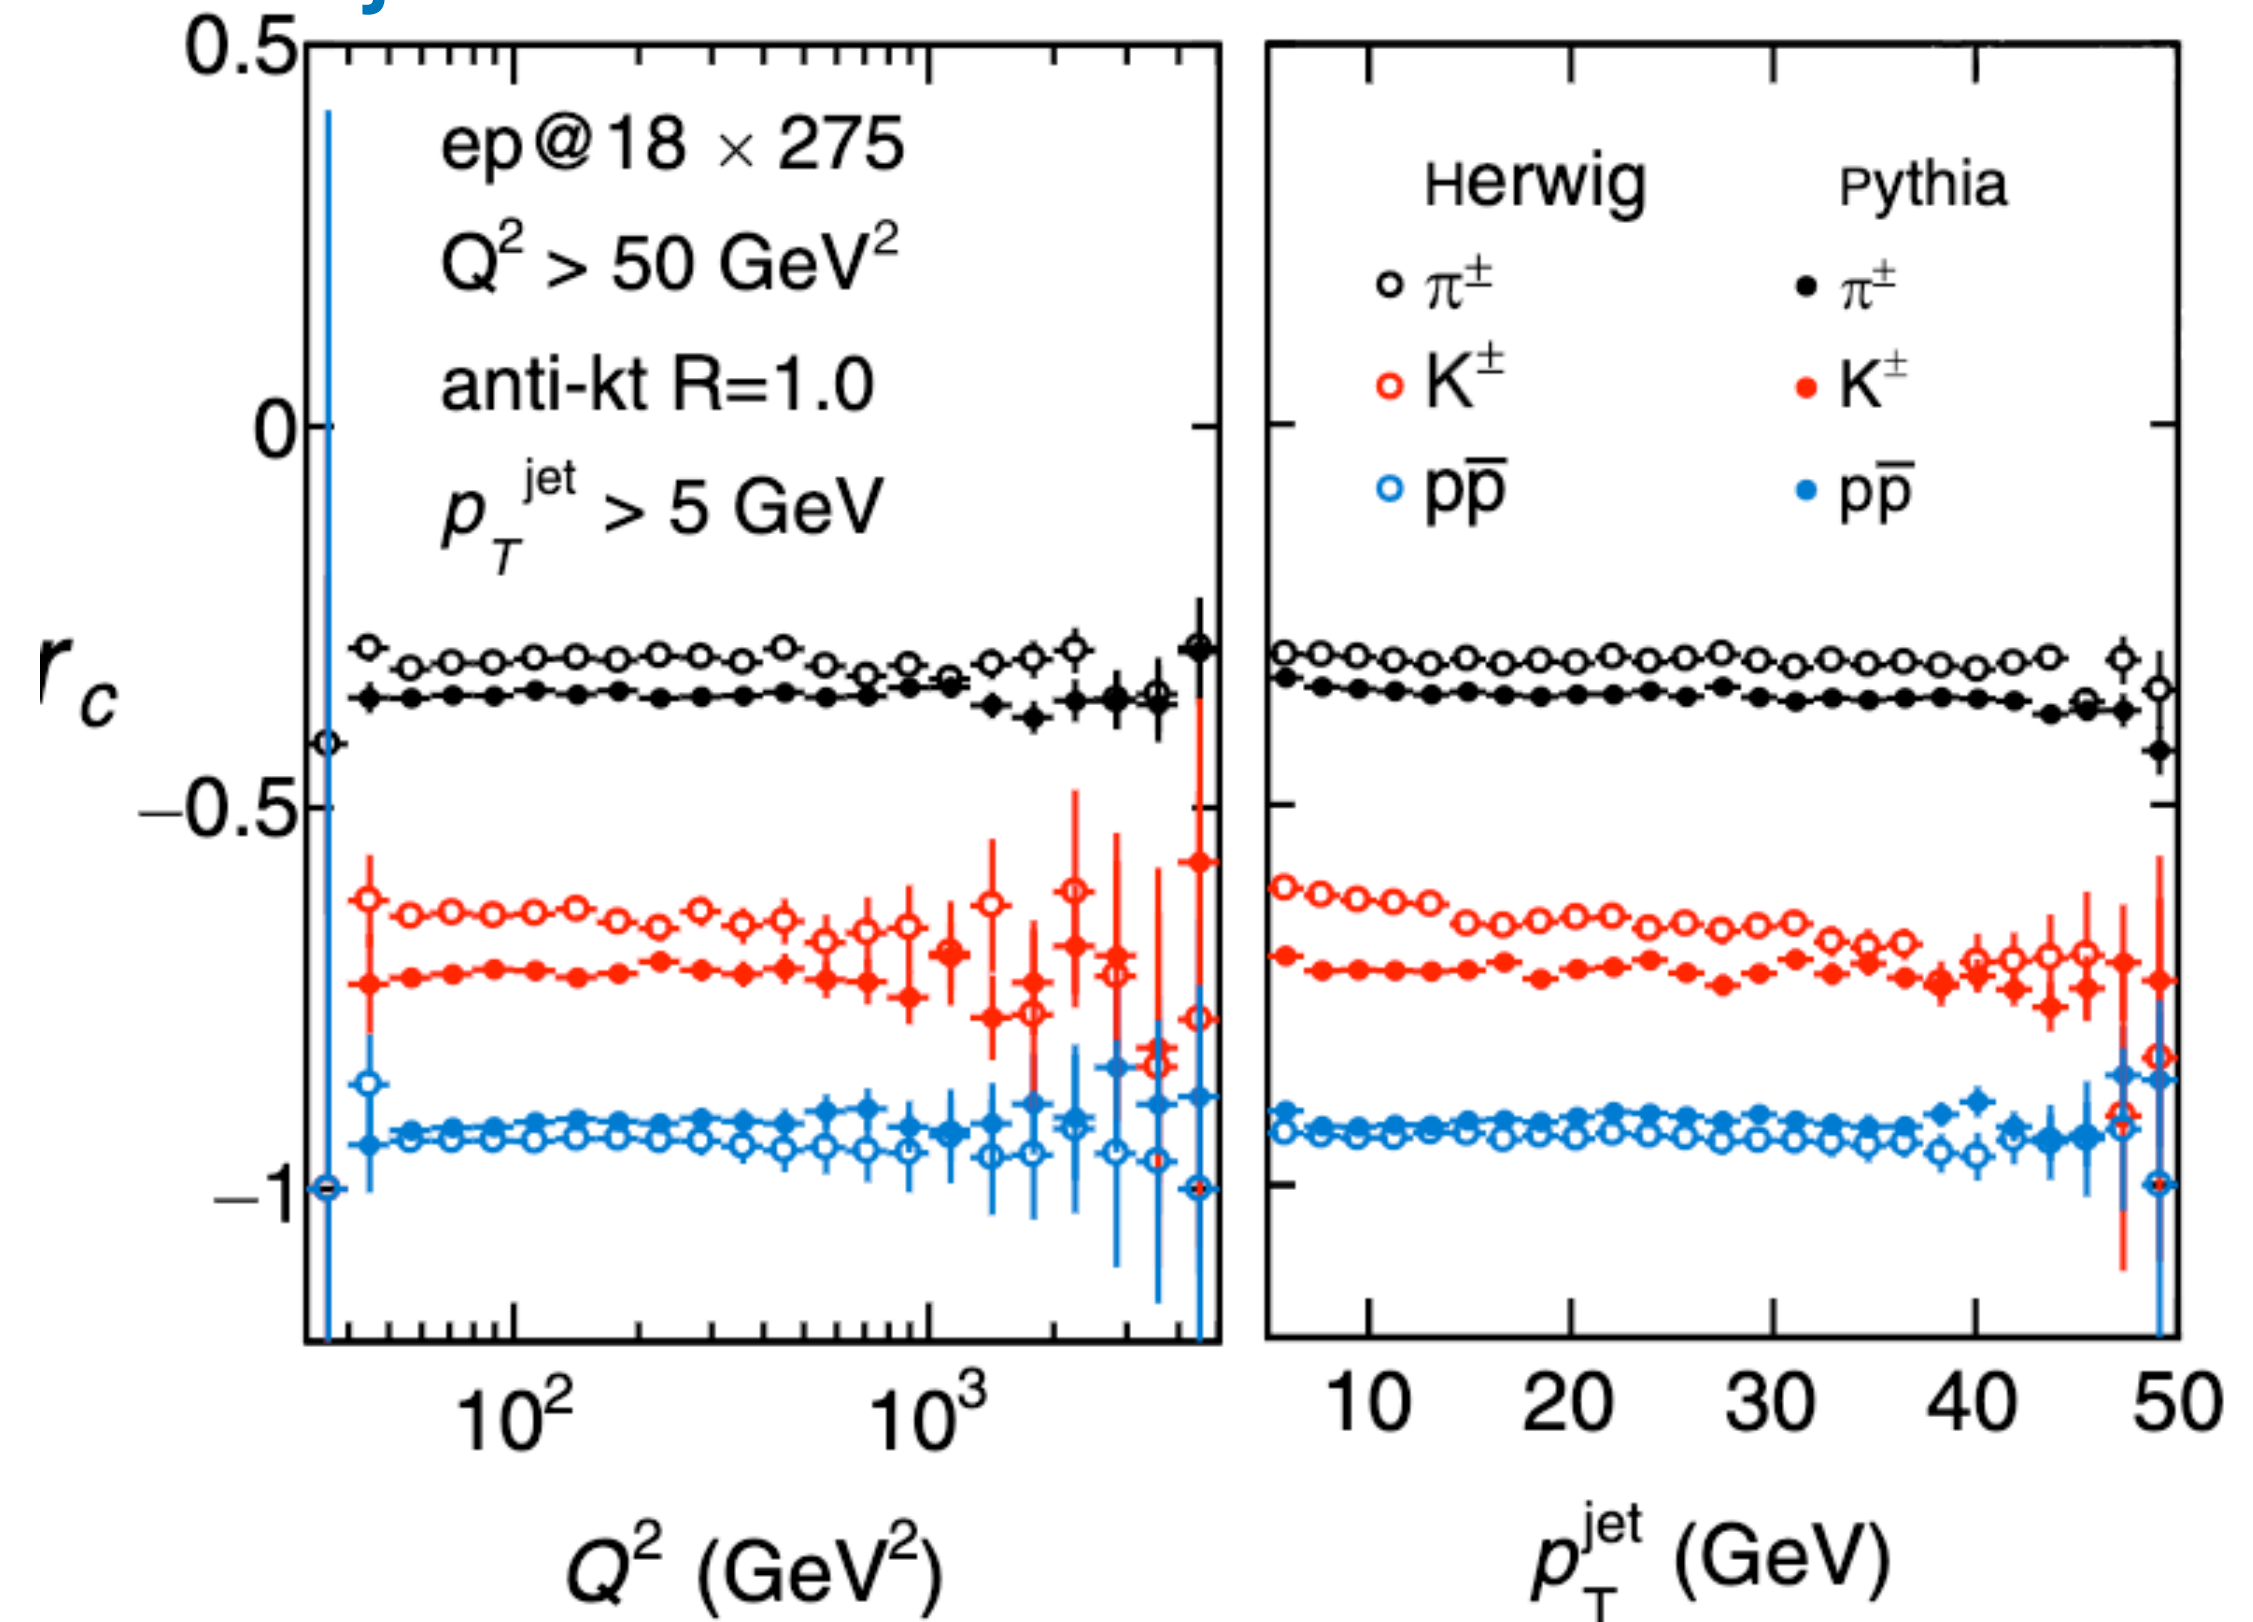 0.5
0
−0.5
−1
r c
ep@18 × 275
Q² > 50 GeV²
anti-kt R=1.0
p_T^jet > 5 GeV
10² 10³
Q² (GeV²)
Herwig Pythia
π± π±
K± K±
pp̅ pp̅
10 20 30 40 50
p_T^jet (GeV)